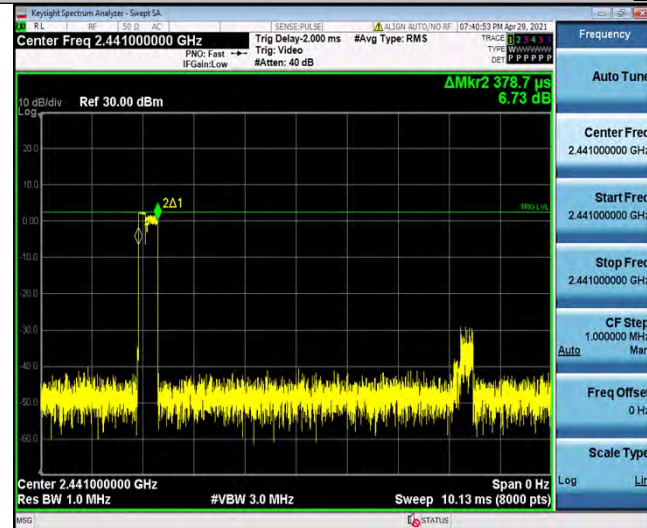 Keysight Spectrum Analyzer - Swept SA
RL RF 50 Ω AC SENSE:PULSE ALIGN AUTO/NO RF 07:40:53 PM Apr 29, 2021
Center Freq 2.441000000 GHz
PNO: Fast
IFGain:Low
Trig Delay-2.000 ms
Trig: Video
#Atten: 40 dB
#Avg Type: RMS
TRACE 1 2 3 4 5 6
TYPE W
DET P P P P P P
ΔMkr2 378.7 µs
6.73 dB
10 dB/div
Log
Ref 30.00 dBm
20.0
10.0
0.00
-10.0
-20.0
-30.0
-40.0
-50.0
-60.0
2Δ1
TRIG LVL
Center 2.441000000 GHz
Span 0 Hz
Res BW 1.0 MHz
#VBW 3.0 MHz
Sweep 10.13 ms (8000 pts)
MSG
STATUS
Frequency
Auto Tune
Center Freq
2.441000000 GHz
Start Freq
2.441000000 GHz
Stop Freq
2.441000000 GHz
CF Step
1.000000 MHz
Auto Man
Freq Offset
0 Hz
Scale Type
Log Lin